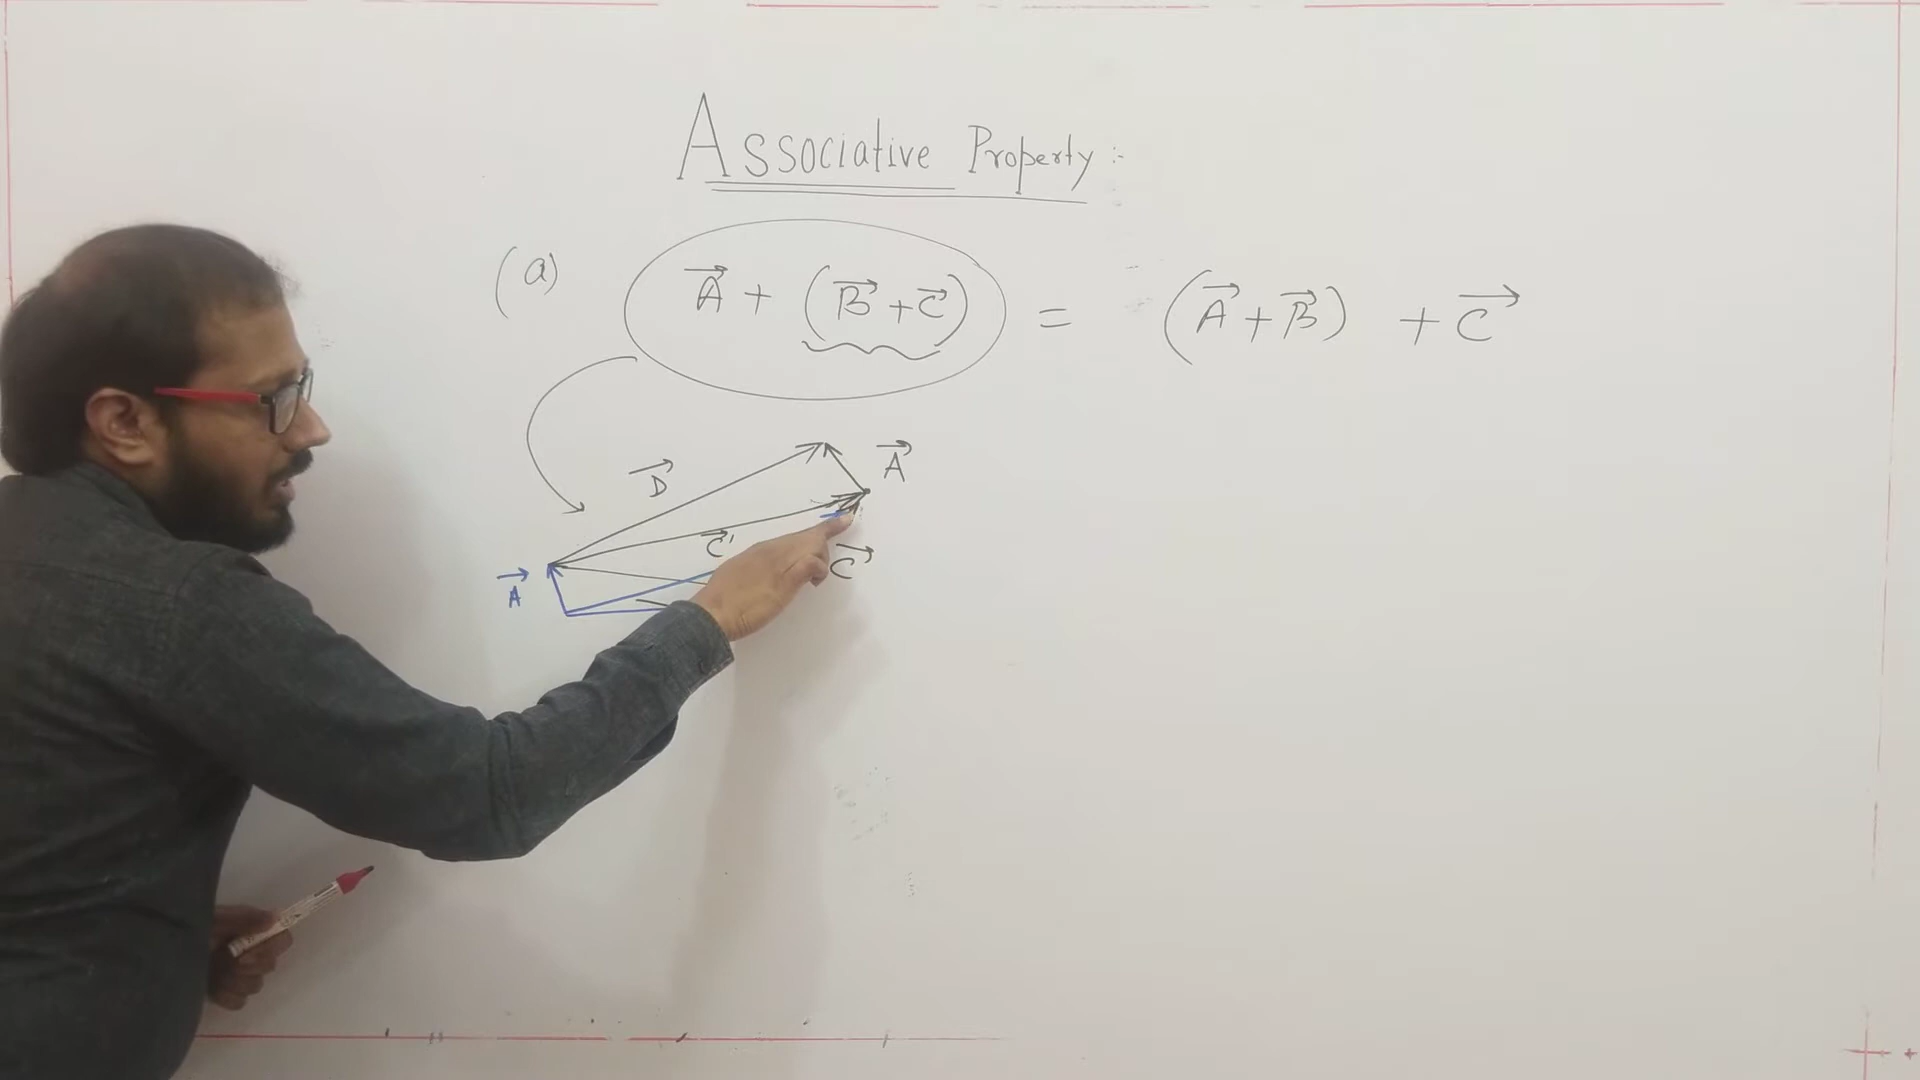 Associative Property :-
(a) A⃗ + (B⃗ + C⃗) = (A⃗ + B⃗) + C⃗
D⃗
A⃗
C⃗'
C⃗
A⃗